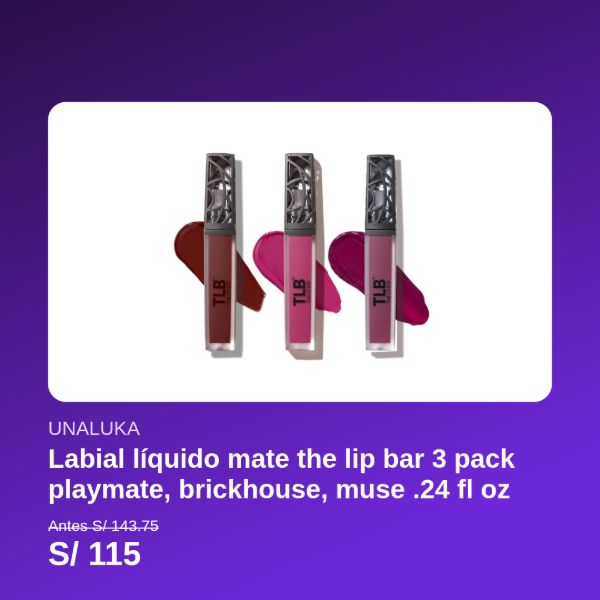 TLB TLB TLB
UNALUKA
Labial líquido mate the lip bar 3 pack
playmate, brickhouse, muse .24 fl oz
Antes S/ 143.75
S/ 115